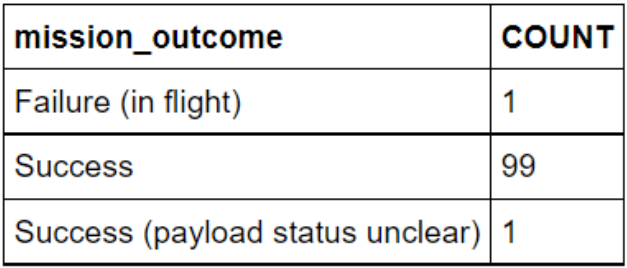 mission_outcome COUNT
Failure (in flight) 1
Success 99
Success (payload status unclear) 1